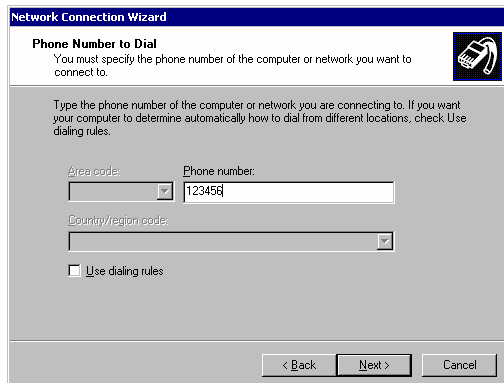 Network Connection Wizard
Phone Number to Dial
You must specify the phone number of the computer or network you want to
connect to.
Type the phone number of the computer or network you are connecting to. If you want
your computer to determine automatically how to dial from different locations, check Use
dialing rules.
Area code: Phone number:
123456
Country/region code:
Use dialing rules
< Back Next > Cancel